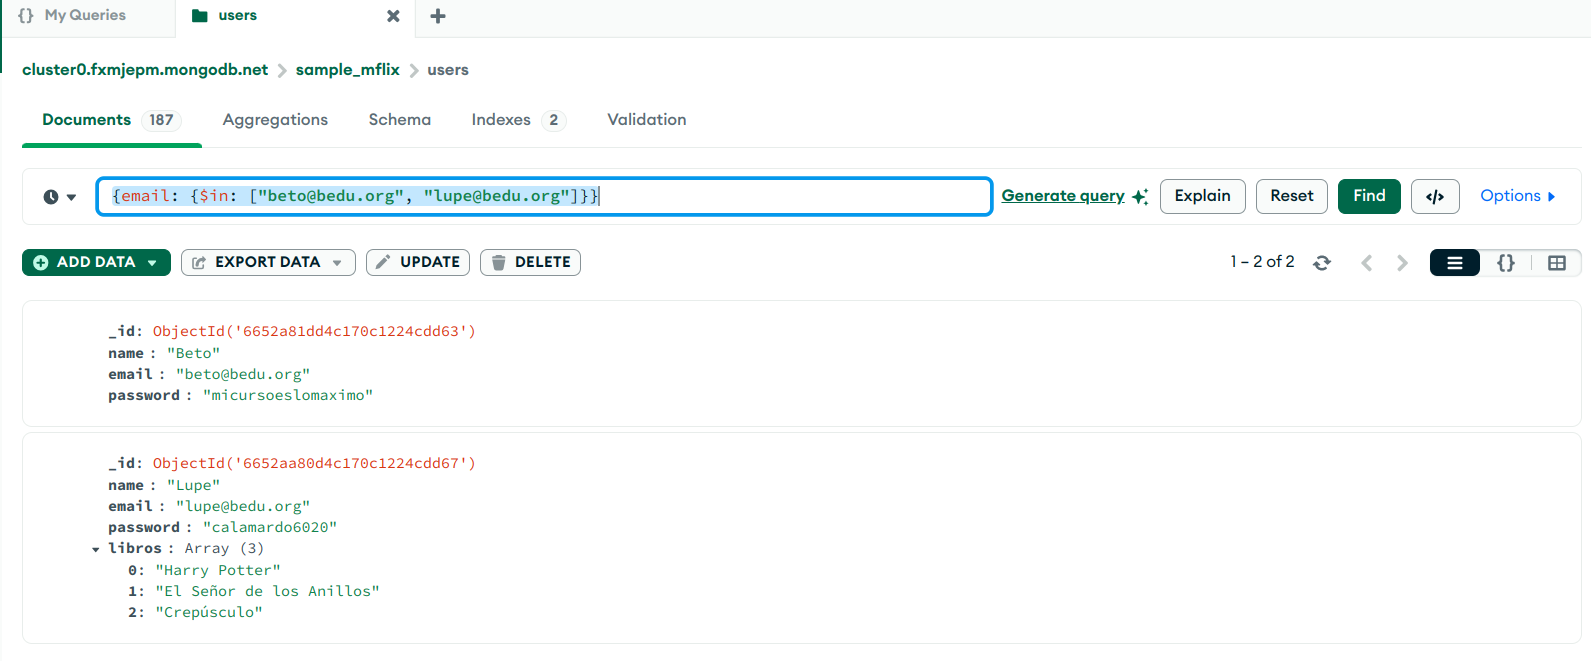 {} My Queries users
cluster0.fxmjepm.mongodb.net > sample_mflix > users
Documents 187 Aggregations Schema Indexes 2 Validation
{email: {$in: ["beto@bedu.org", "lupe@bedu.org"]}} Generate query Explain Reset Find </> Options
ADD DATA EXPORT DATA UPDATE DELETE 1 – 2 of 2 {}
_id: ObjectId('6652a81dd4c170c1224cdd63')
name : "Beto"
email : "beto@bedu.org"
password : "micursoeslomaximo"
_id: ObjectId('6652aa80d4c170c1224cdd67')
name : "Lupe"
email : "lupe@bedu.org"
password : "calamardo6020"
libros : Array (3)
0: "Harry Potter"
1: "El Señor de los Anillos"
2: "Crepúsculo"